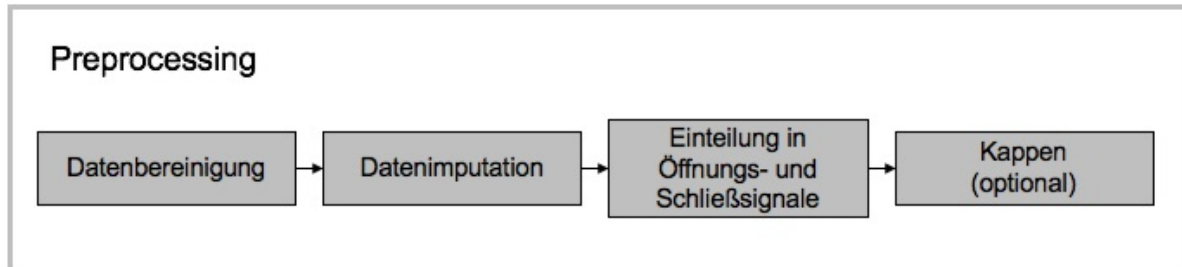 Preprocessing
Datenbereinigung
Datenimputation
Einteilung in
Öffnungs- und
Schließsignale
Kappen
(optional)